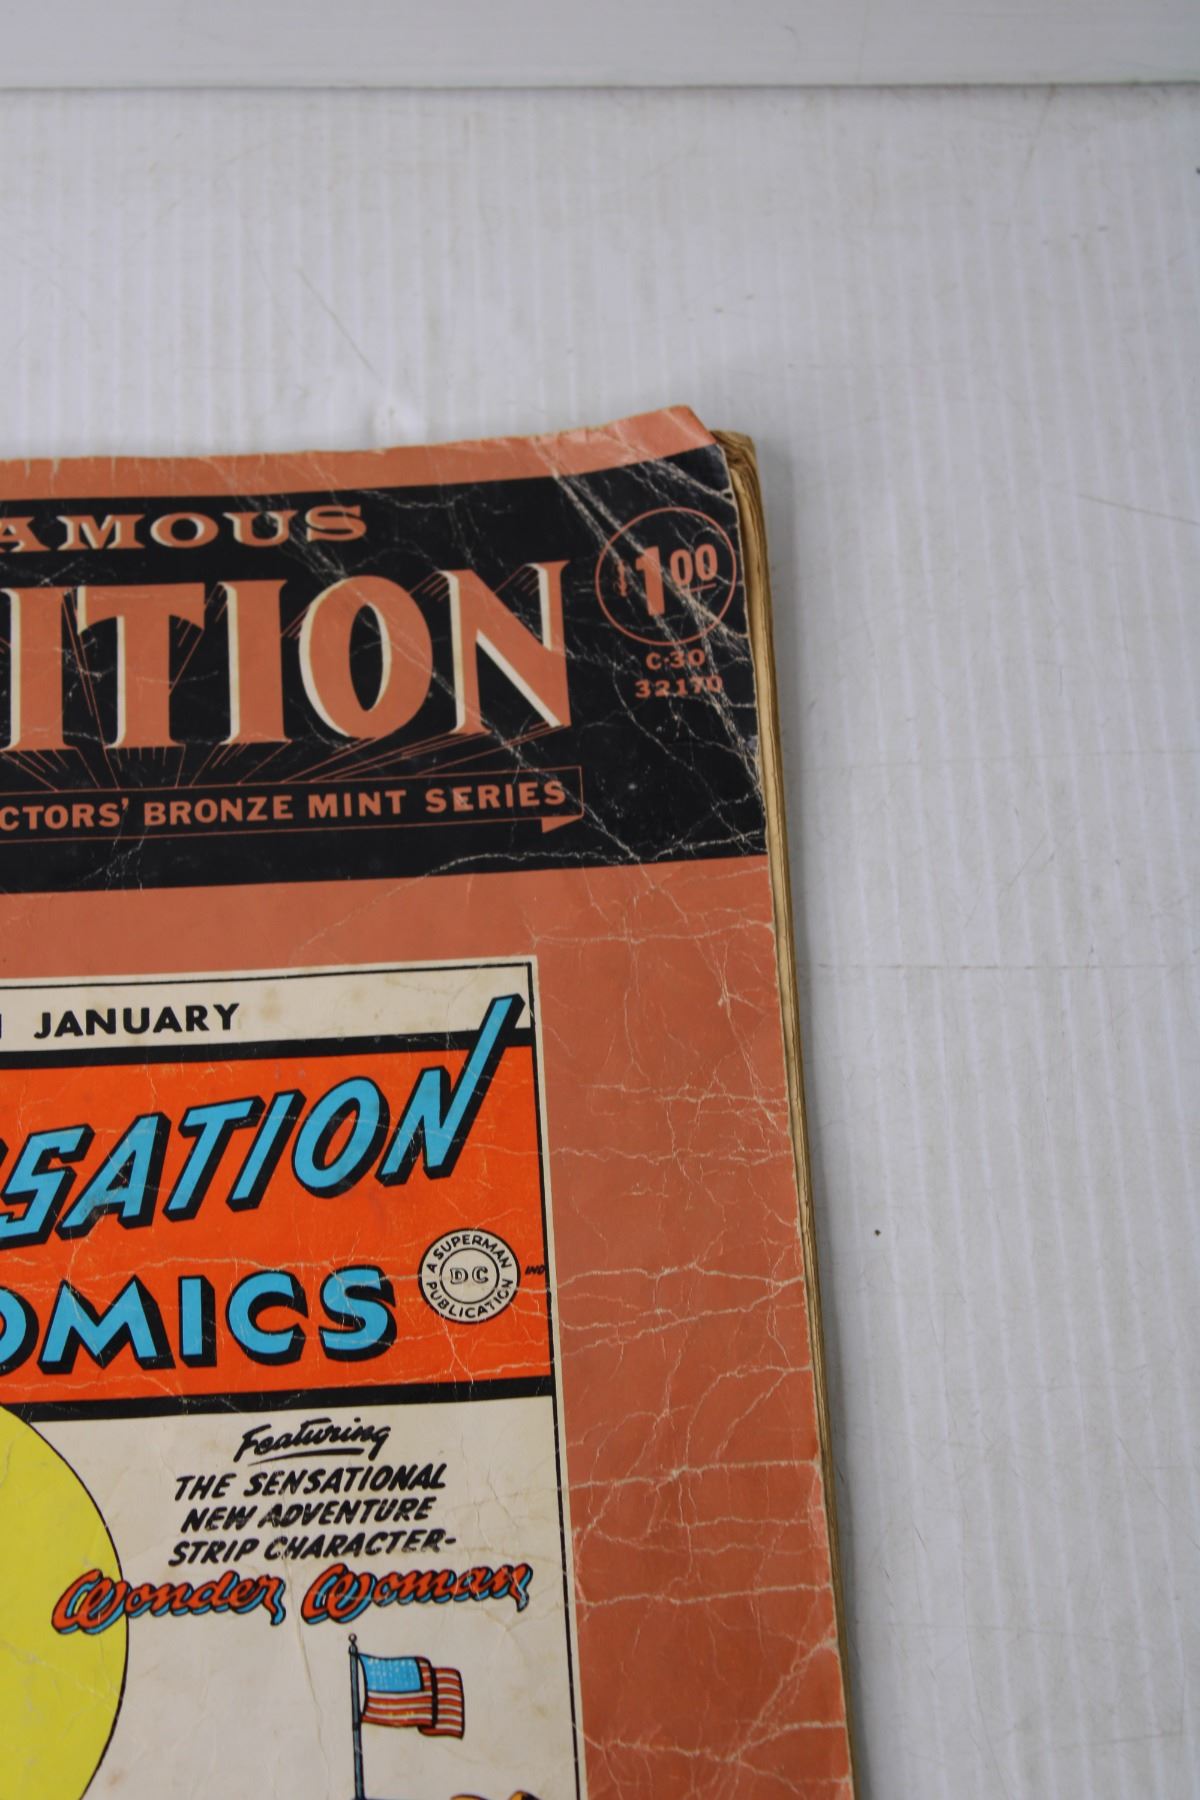 AMOUS
ITION
$1.00
C-30
32170
CTORS' BRONZE MINT SERIES
JANUARY
SATION
OMICS
A SUPERMAN
DC
PUBLICATION
IND
Featuring
THE SENSATIONAL
NEW ADVENTURE
STRIP CHARACTER-
Wonder Woman